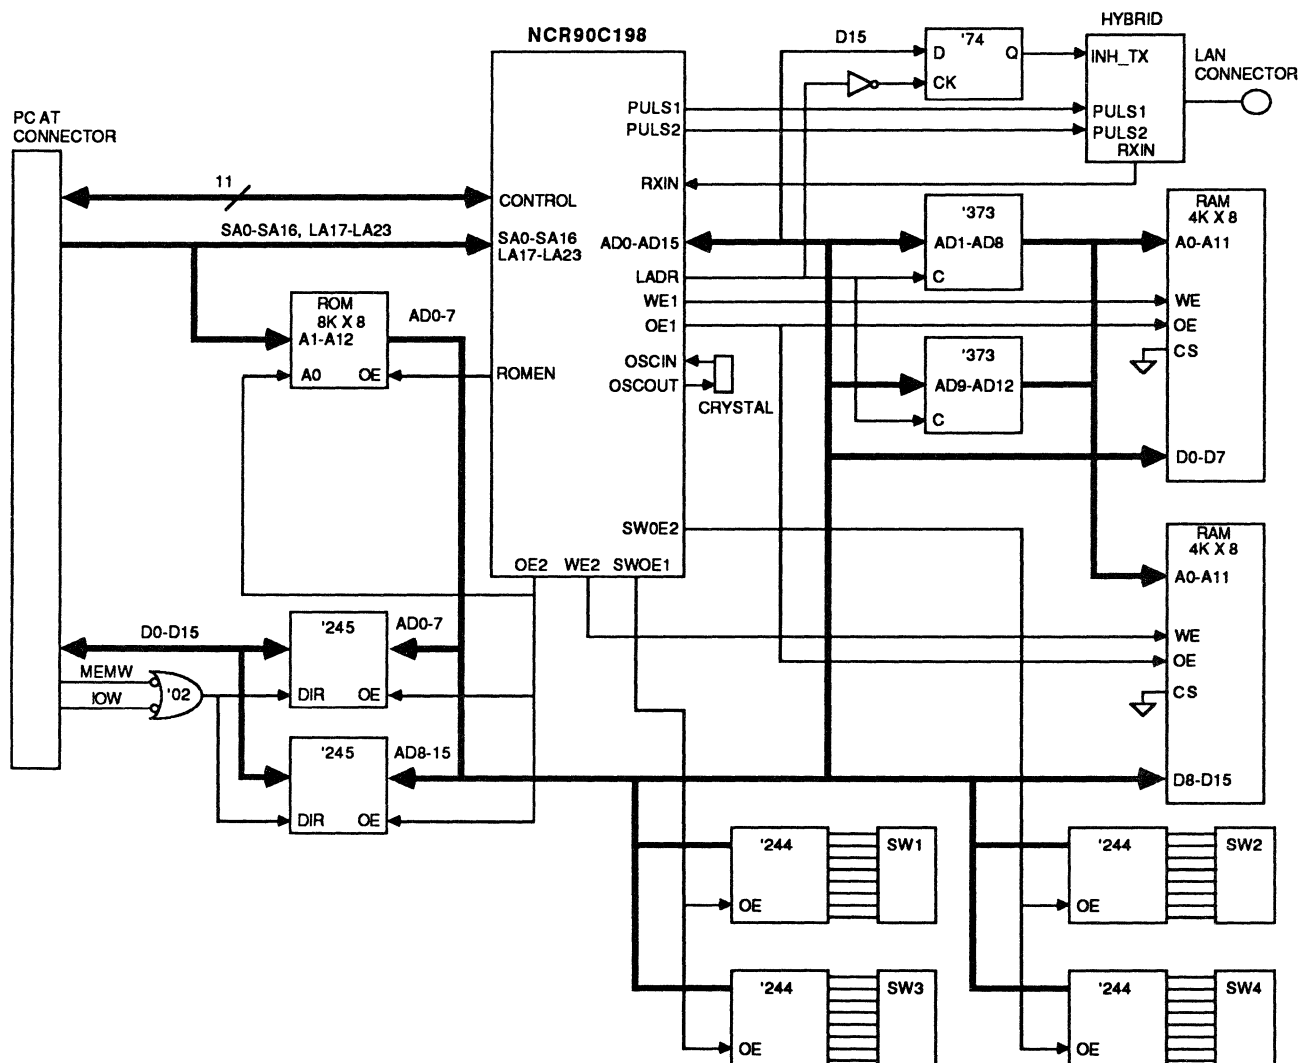 HYBRID
NCR90C198
D15
'74
D
Q
CK
INH_TX
LAN
CONNECTOR
PULS1
PULS2
PULS1
PULS2
RXIN
RXIN
PC AT
CONNECTOR
11
CONTROL
SA0-SA16, LA17-LA23
SA0-SA16
LA17-LA23
AD0-AD15
LADR
WE1
OE1
OSCIN
OSCOUT
CRYSTAL
'373
AD1-AD8
C
RAM
4K X 8
A0-A11
WE
OE
CS
D0-D7
'373
AD9-AD12
C
ROM
8K X 8
A1-A12
A0
OE
AD0-7
ROMEN
SW0E2
OE2
WE2
SWOE1
RAM
4K X 8
A0-A11
WE
OE
CS
D8-D15
D0-D15
MEMW
IOW
'02
'245
AD0-7
DIR
OE
'245
AD8-15
DIR
OE
'244
OE
SW1
'244
OE
SW2
'244
OE
SW3
'244
OE
SW4